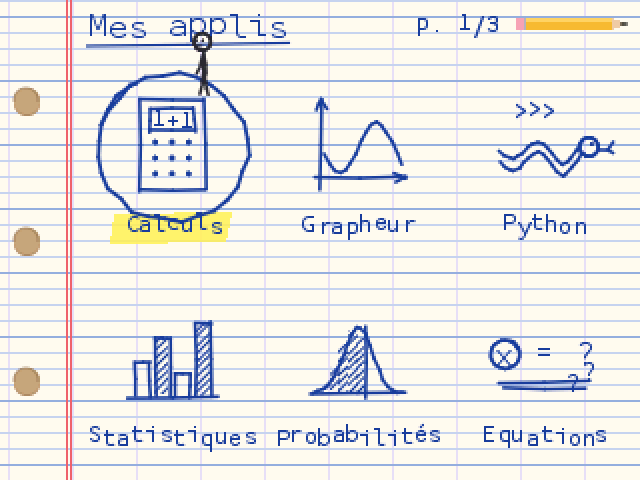 Mes applis p. 1/3
1+1
>>>
Calculs Grapheur Python
x = ?
?
?
Statistiques Probabilités Equations